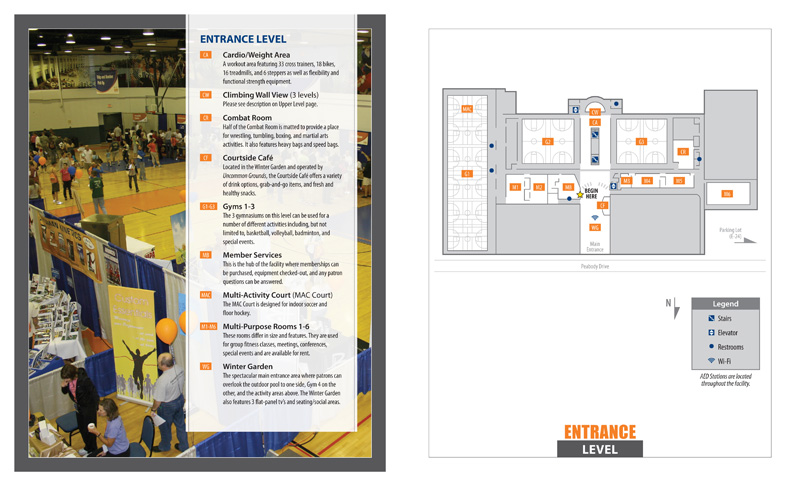 ENTRANCE LEVEL
CA Cardio/Weight Area
A workout area featuring 33 cross trainers, 18 bikes,
16 treadmills, and 6 steppers as well as flexibility and
functional strength equipment.
CW Climbing Wall View (3 levels)
Please see description on Upper Level page.
CR Combat Room
Half of the Combat Room is matted to provide a place
for wrestling, tumbling, boxing, and martial arts
activities. It also features heavy bags and speed bags.
CF Courtside Café
Located in the Winter Garden and operated by
Uncommon Grounds, the Courtside Café offers a variety
of drink options, grab-and-go items, and fresh and
healthy snacks.
G1-G3 Gyms 1-3
The 3 gymnasiums on this level can be used for a
number of different activities including, but not
limited to, basketball, volleyball, badminton, and
special events.
MB Member Services
This is the hub of the facility where memberships can
be purchased, equipment checked-out, and any patron
questions can be answered.
MAC Multi-Activity Court (MAC Court)
The MAC Court is designed for indoor soccer and
floor hockey.
M1-M6 Multi-Purpose Rooms 1-6
These rooms differ in size and features. They are used
for group fitness classes, meetings, conferences,
special events and are available for rent.
WG Winter Garden
The spectacular main entrance area where patrons can
overlook the outdoor pool to one side, Gym 4 on the
other, and the activity areas above. The Winter Garden
also features 3 flat-panel tv's and seating/social areas.
MAC
CW
CA
G2
G1
CR
G3
M1
M2
MB
M3
M4
M5
M6
BEGIN
HERE
CF
WG
Main
Entrance
Parking Lot
(E-24)
Peabody Drive
N
Legend
Stairs
Elevator
Restrooms
Wi-Fi
AED Stations are located
throughout the facility.
ENTRANCE
LEVEL